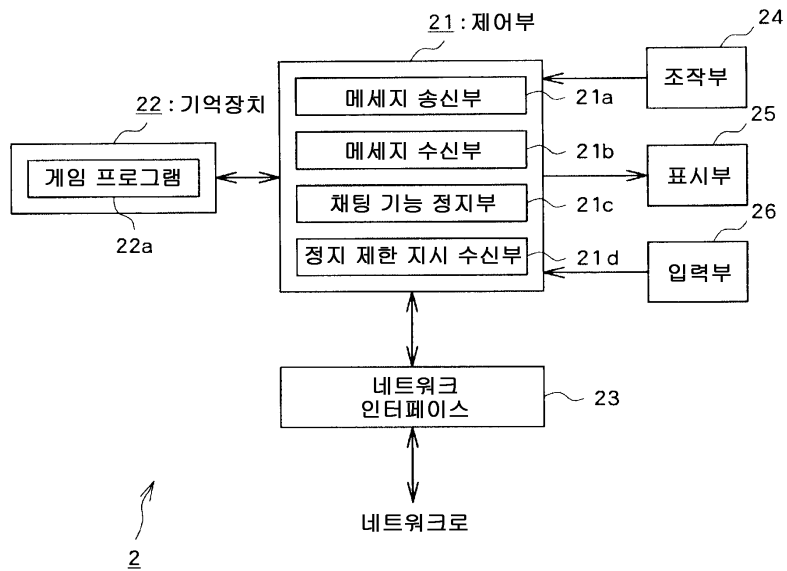 21 : 제어부
24
조작부
22 : 기억장치
메세지 송신부
21a
25
게임 프로그램
메세지 수신부
21b
표시부
22a
채팅 기능 정지부
21c
26
정지 제한 지시 수신부
21d
입력부
네트워크
인터페이스
23
네트워크로
2